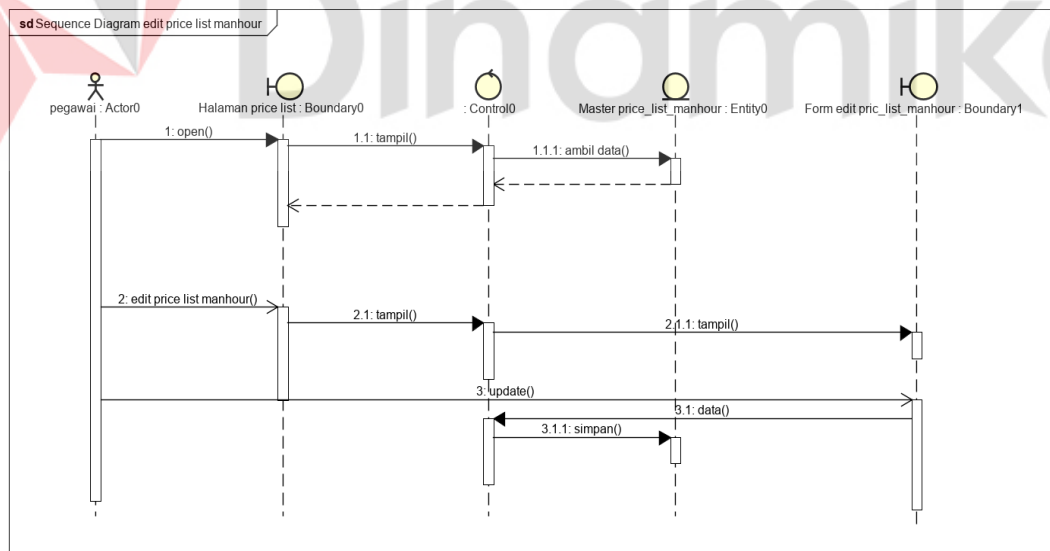 Dinamika
sd Sequence Diagram edit price list manhour
pegawai : Actor0
Halaman price list : Boundary0
: Control0
Master price_list_manhour : Entity0
Form edit pric_list_manhour : Boundary1
1: open()
1.1: tampil()
1.1.1: ambil data()
2: edit price list manhour()
2.1: tampil()
2.1.1: tampil()
3: update()
3.1: data()
3.1.1: simpan()